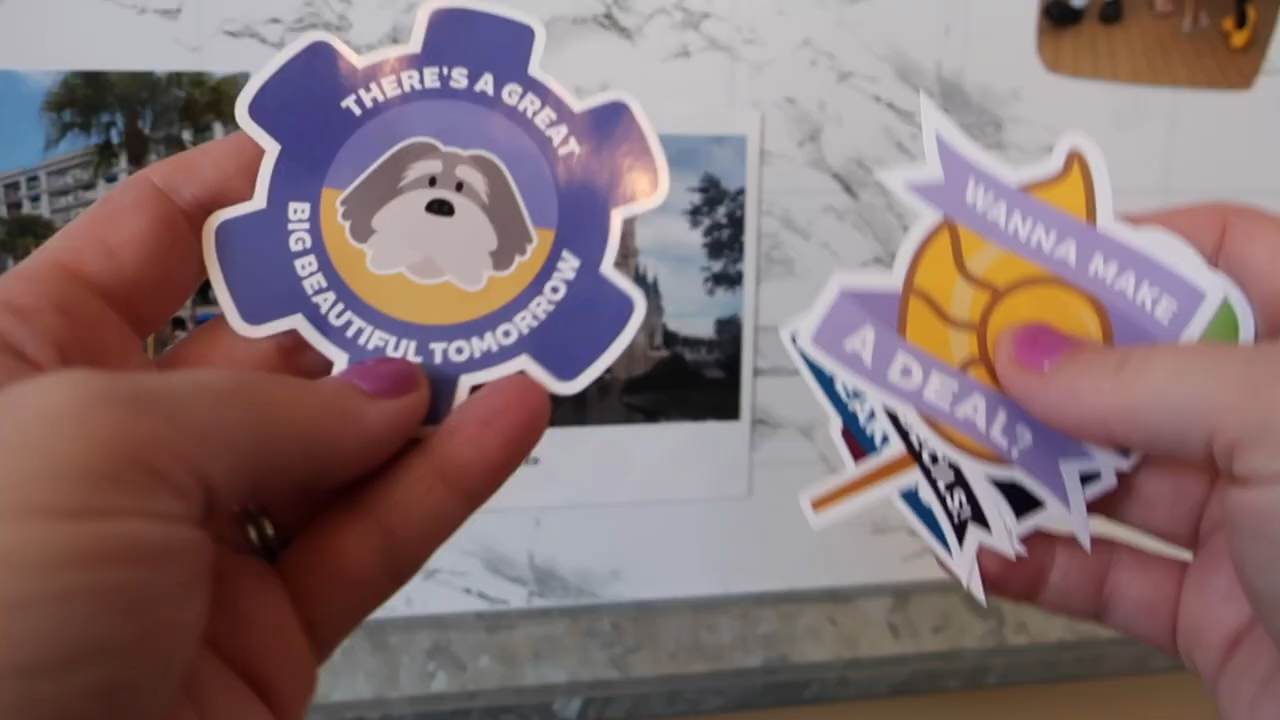 THERE'S A GREAT
BIG BEAUTIFUL TOMORROW
WANNA MAKE
A DEAL?